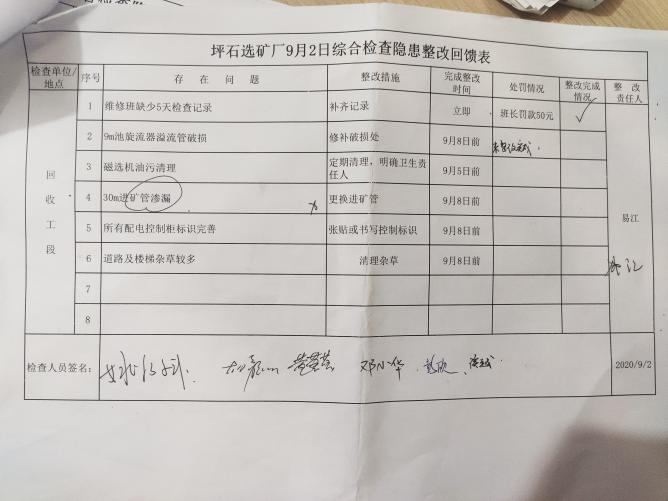 坪石选矿厂9月2日综合检查隐患整改回馈表
检查单位/地点 序号 存在问题 整改措施 完成整改时间 处罚情况 整改完成情况 整改责任人
回收工段
1 维修班缺少5天检查记录 补齐记录 立即 班长罚款50元 ✓
2 9m池旋流器溢流管破损 修补破损处 9月8日前
3 磁选机油污清理 定期清理，明确卫生责任人 9月5日前
4 30m进矿管渗漏 更换进矿管 9月8日前
5 所有配电控制柜标识完善 张贴或书写控制标识 9月8日前
6 道路及楼梯杂草较多 清理杂草 9月8日前
7
8
易江
检查人员签名： 邓小华 2020/9/2